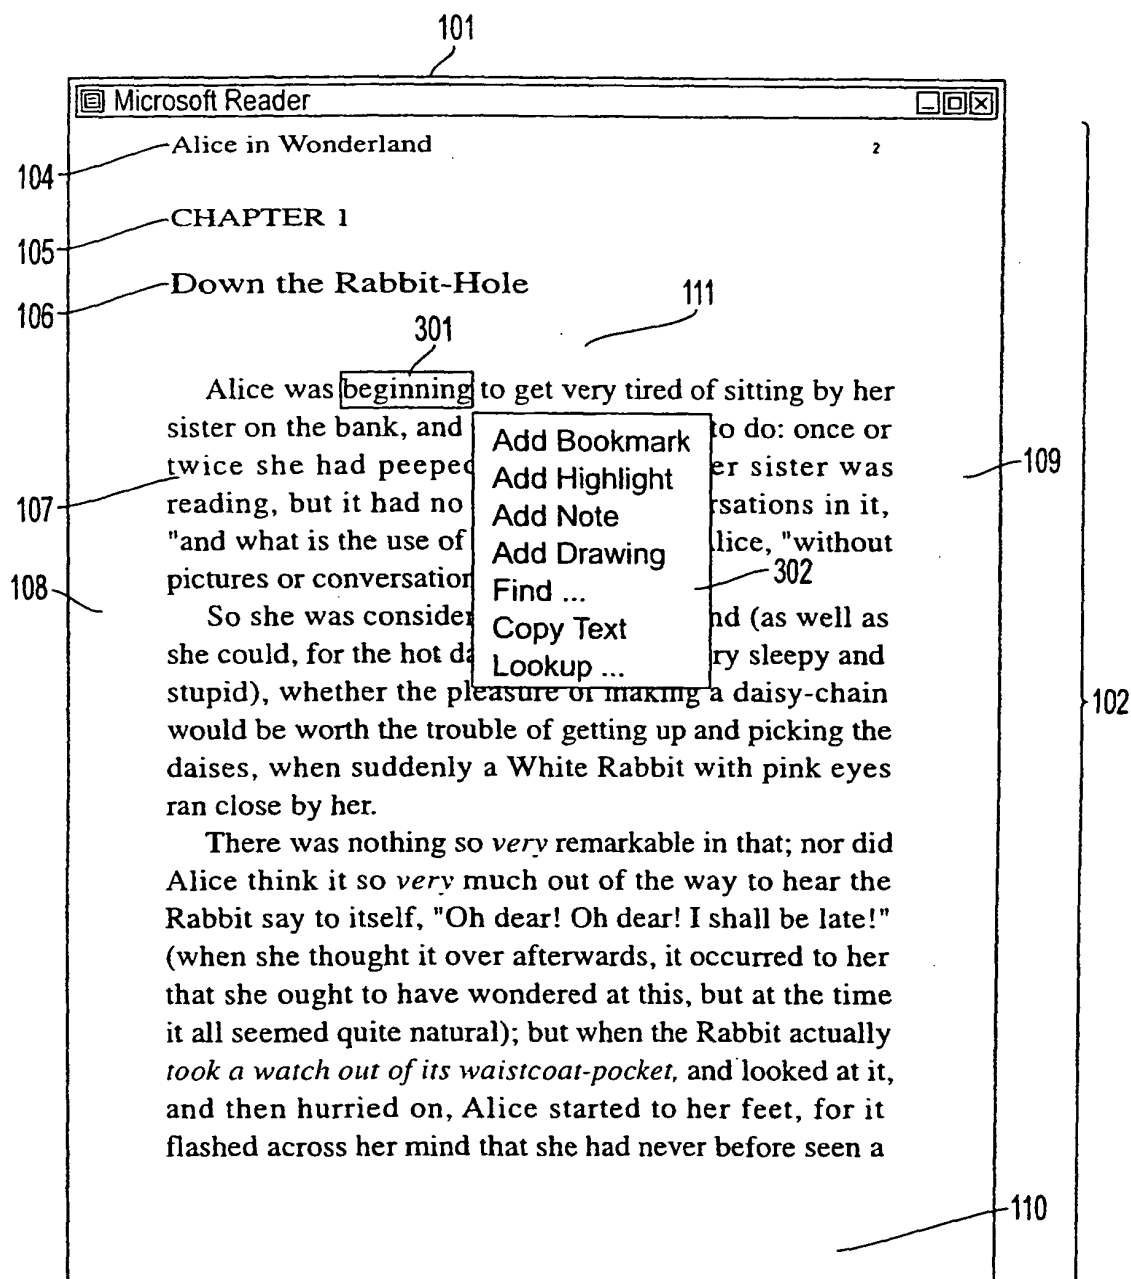 101
Microsoft Reader
Alice in Wonderland 2
104
CHAPTER 1
105
Down the Rabbit-Hole
106
111
301
Alice was beginning to get very tired of sitting by her
sister on the bank, and to do: once or
twice she had peeped er sister was
reading, but it had no rsations in it,
"and what is the use of lice, "without
pictures or conversation
So she was consider nd (as well as
she could, for the hot da ry sleepy and
stupid), whether the pleasure of making a daisy-chain
would be worth the trouble of getting up and picking the
daises, when suddenly a White Rabbit with pink eyes
ran close by her.
There was nothing so very remarkable in that; nor did
Alice think it so very much out of the way to hear the
Rabbit say to itself, "Oh dear! Oh dear! I shall be late!"
(when she thought it over afterwards, it occurred to her
that she ought to have wondered at this, but at the time
it all seemed quite natural); but when the Rabbit actually
took a watch out of its waistcoat-pocket, and looked at it,
and then hurried on, Alice started to her feet, for it
flashed across her mind that she had never before seen a
Add Bookmark
Add Highlight
Add Note
Add Drawing
Find ...
Copy Text
Lookup ...
302
107
108
109
102
110